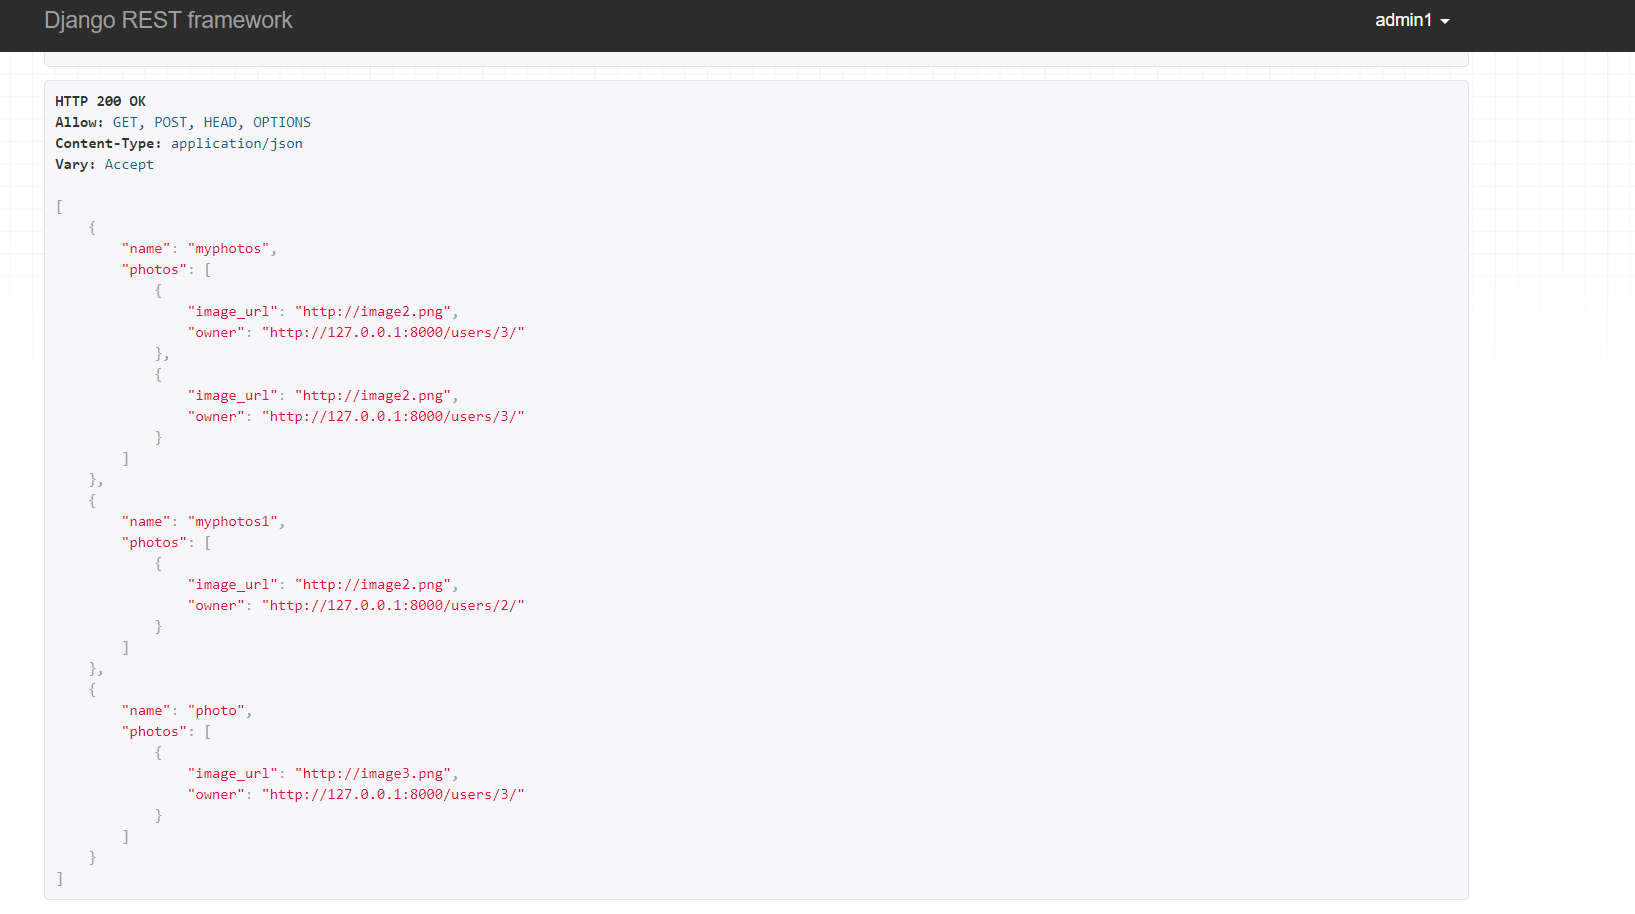 Django REST framework
admin1
HTTP 200 OK
Allow: GET, POST, HEAD, OPTIONS
Content-Type: application/json
Vary: Accept
[
    {
        "name": "myphotos",
        "photos": [
            {
                "image_url": "http://image2.png",
                "owner": "http://127.0.0.1:8000/users/3/"
            },
            {
                "image_url": "http://image2.png",
                "owner": "http://127.0.0.1:8000/users/3/"
            }
        ]
    },
    {
        "name": "myphotos1",
        "photos": [
            {
                "image_url": "http://image2.png",
                "owner": "http://127.0.0.1:8000/users/2/"
            }
        ]
    },
    {
        "name": "photo",
        "photos": [
            {
                "image_url": "http://image3.png",
                "owner": "http://127.0.0.1:8000/users/3/"
            }
        ]
    }
]